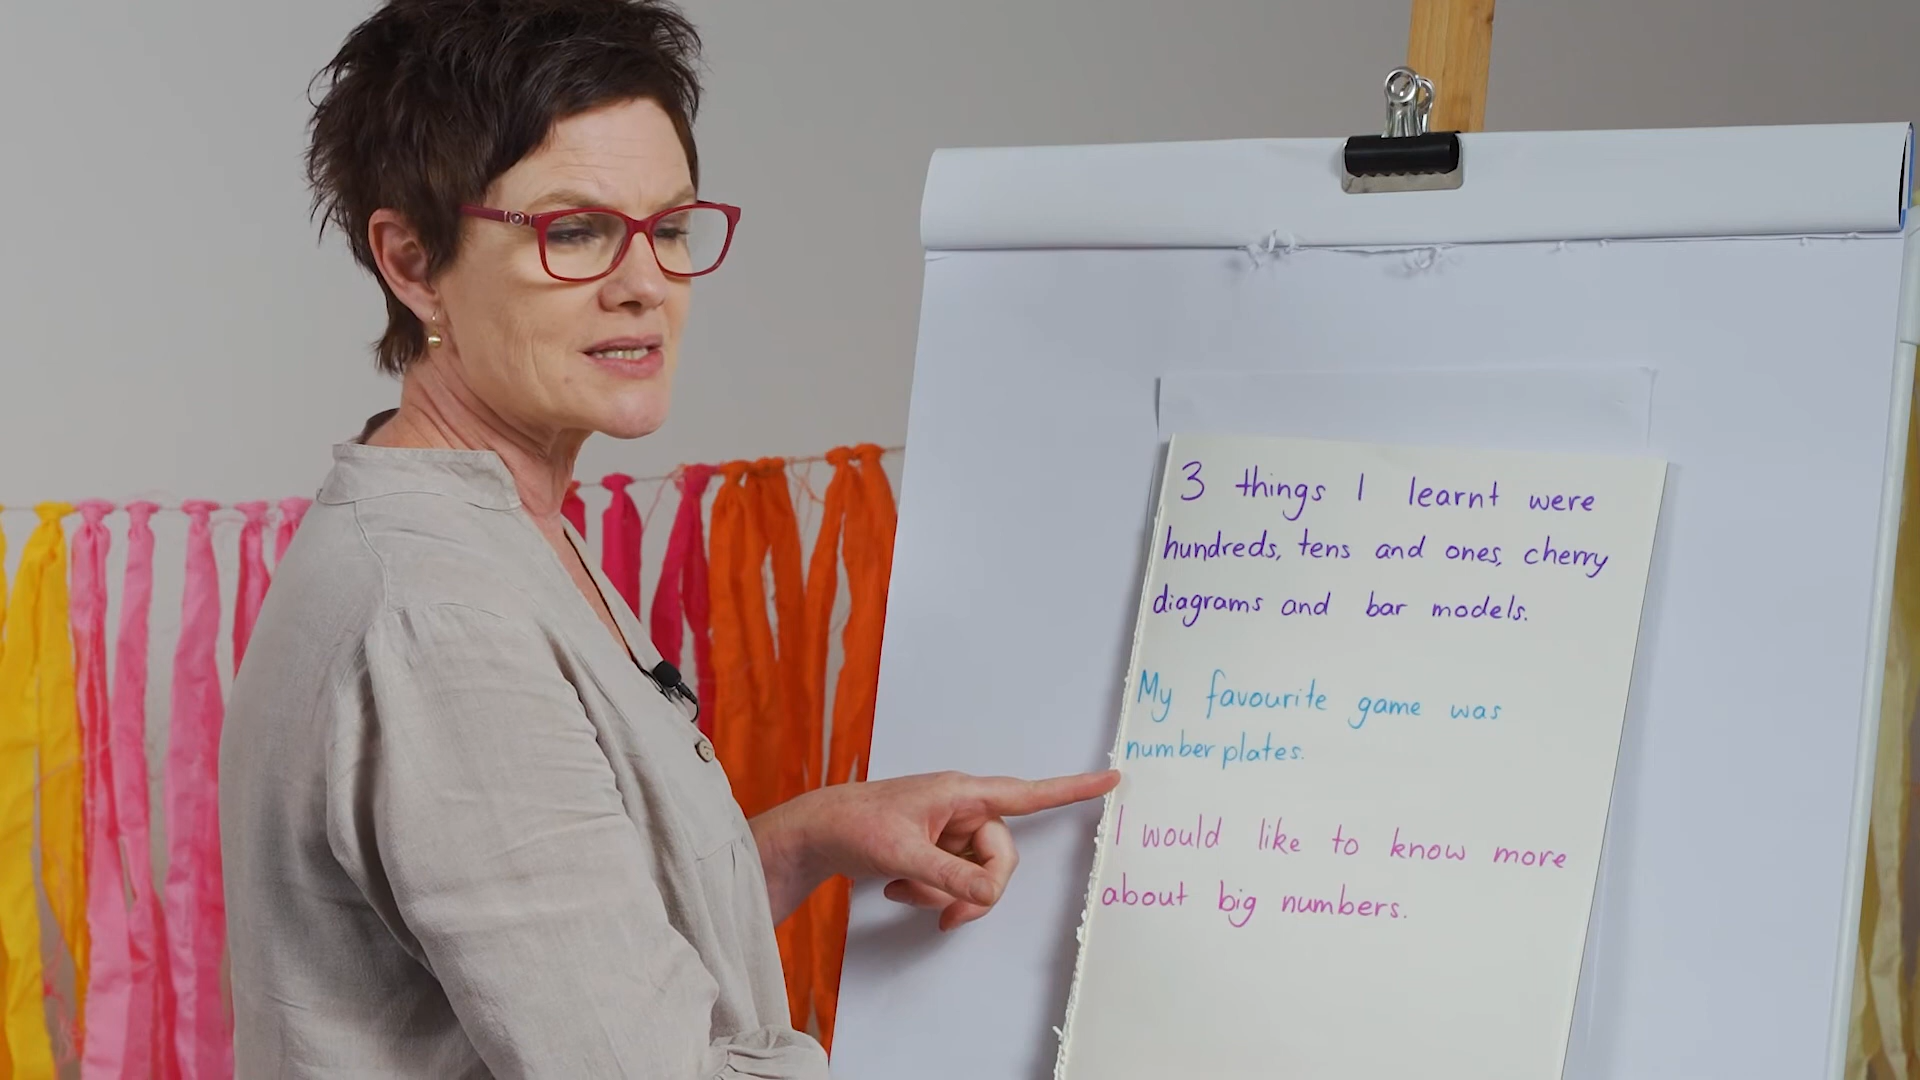 3 things I learnt were
hundreds, tens and ones, cherry
diagrams and bar models.
My favourite game was
number plates.
I would like to know more
about big numbers.